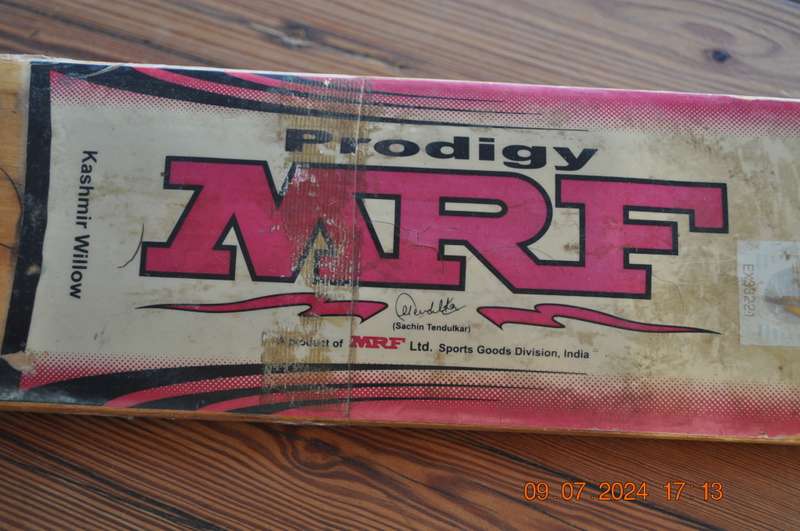 Prodigy
MRF
Kashmir Willow
(Sachin Tendulkar)
A product of MRF Ltd. Sports Goods Division, India
09.07.2024 17:13